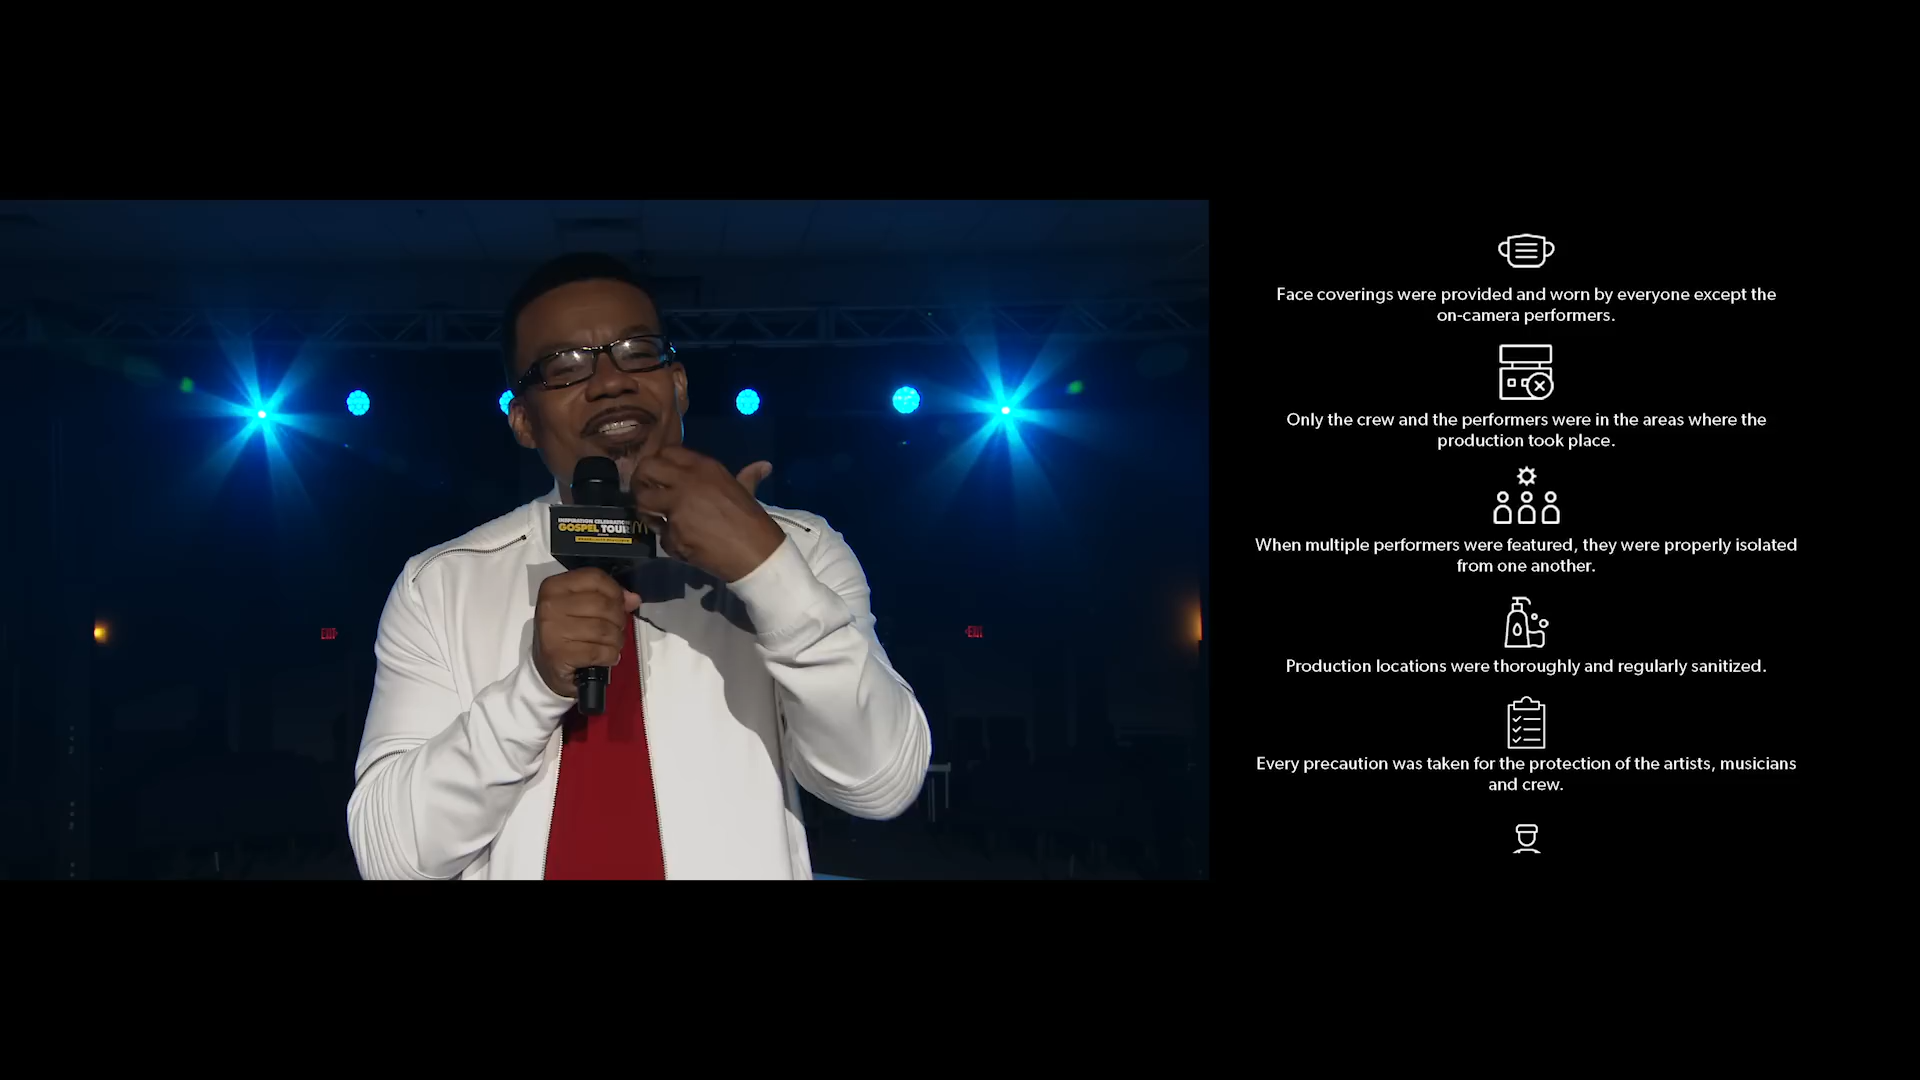 INSPIRATION CELEBRATION
GOSPEL TOUR
EXIT
EXIT
Face coverings were provided and worn by everyone except the
on-camera performers.
Only the crew and the performers were in the areas where the
production took place.
When multiple performers were featured, they were properly isolated
from one another.
Production locations were thoroughly and regularly sanitized.
Every precaution was taken for the protection of the artists, musicians
and crew.